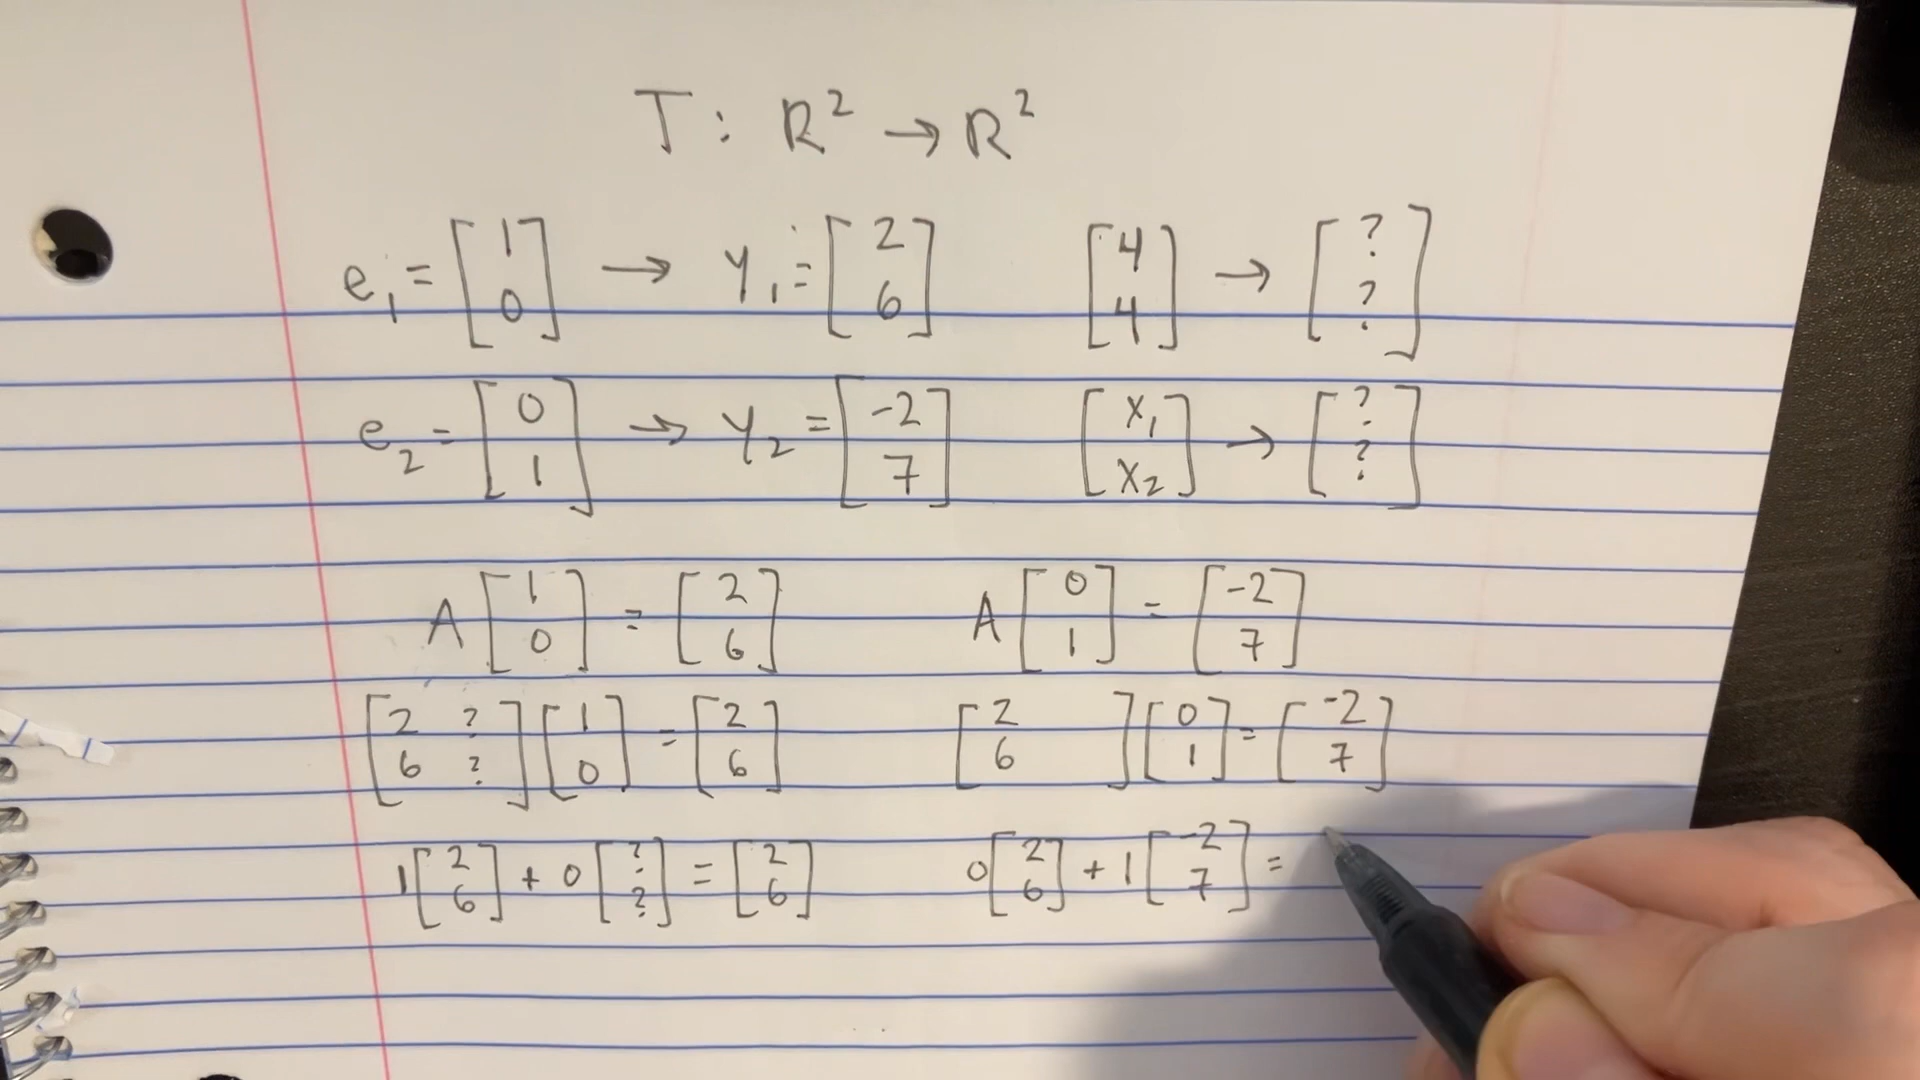 T: R² → R²
e₁ = [1 0] → y₁ = [2 6] [4 4] → [? ?]
e₂ = [0 1] → y₂ = [-2 7] [x₁ x₂] → [? ?]
A [1 0] = [2 6] A [0 1] = [-2 7]
[2 ? 6 ?] [1 0] = [2 6] [2 6] [0 1] = [-2 7]
1 [2 6] + 0 [? ?] = [2 6] 0 [2 6] + 1 [-2 7] =